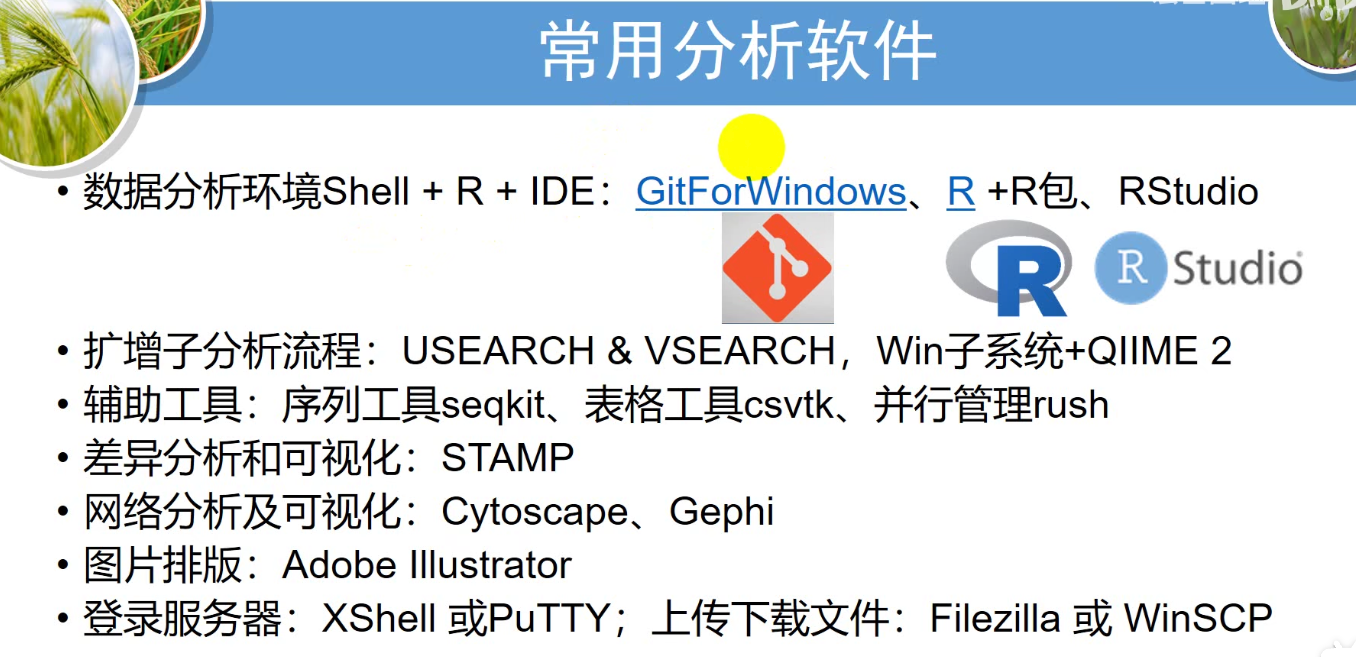 常用分析软件
• 数据分析环境Shell + R + IDE：GitForWindows、R +R包、RStudio
R Studio
• 扩增子分析流程：USEARCH & VSEARCH，Win子系统+QIIME 2
• 辅助工具：序列工具seqkit、表格工具csvtk、并行管理rush
• 差异分析和可视化：STAMP
• 网络分析及可视化：Cytoscape、Gephi
• 图片排版：Adobe Illustrator
• 登录服务器：XShell 或PuTTY；上传下载文件：Filezilla 或 WinSCP